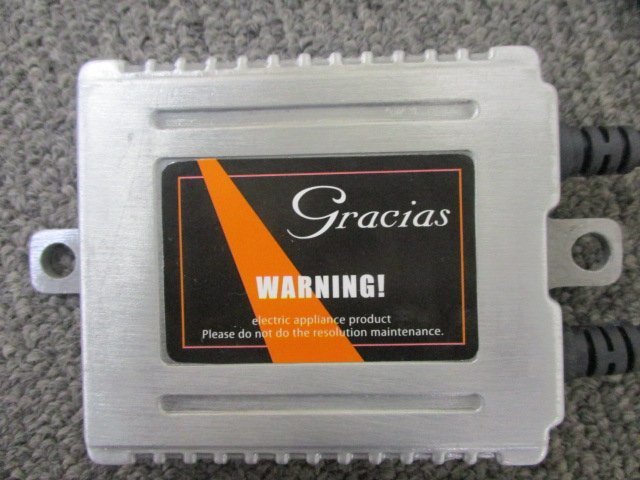 Gracias
WARNING!
electric appliance product
Please do not do the resolution maintenance.